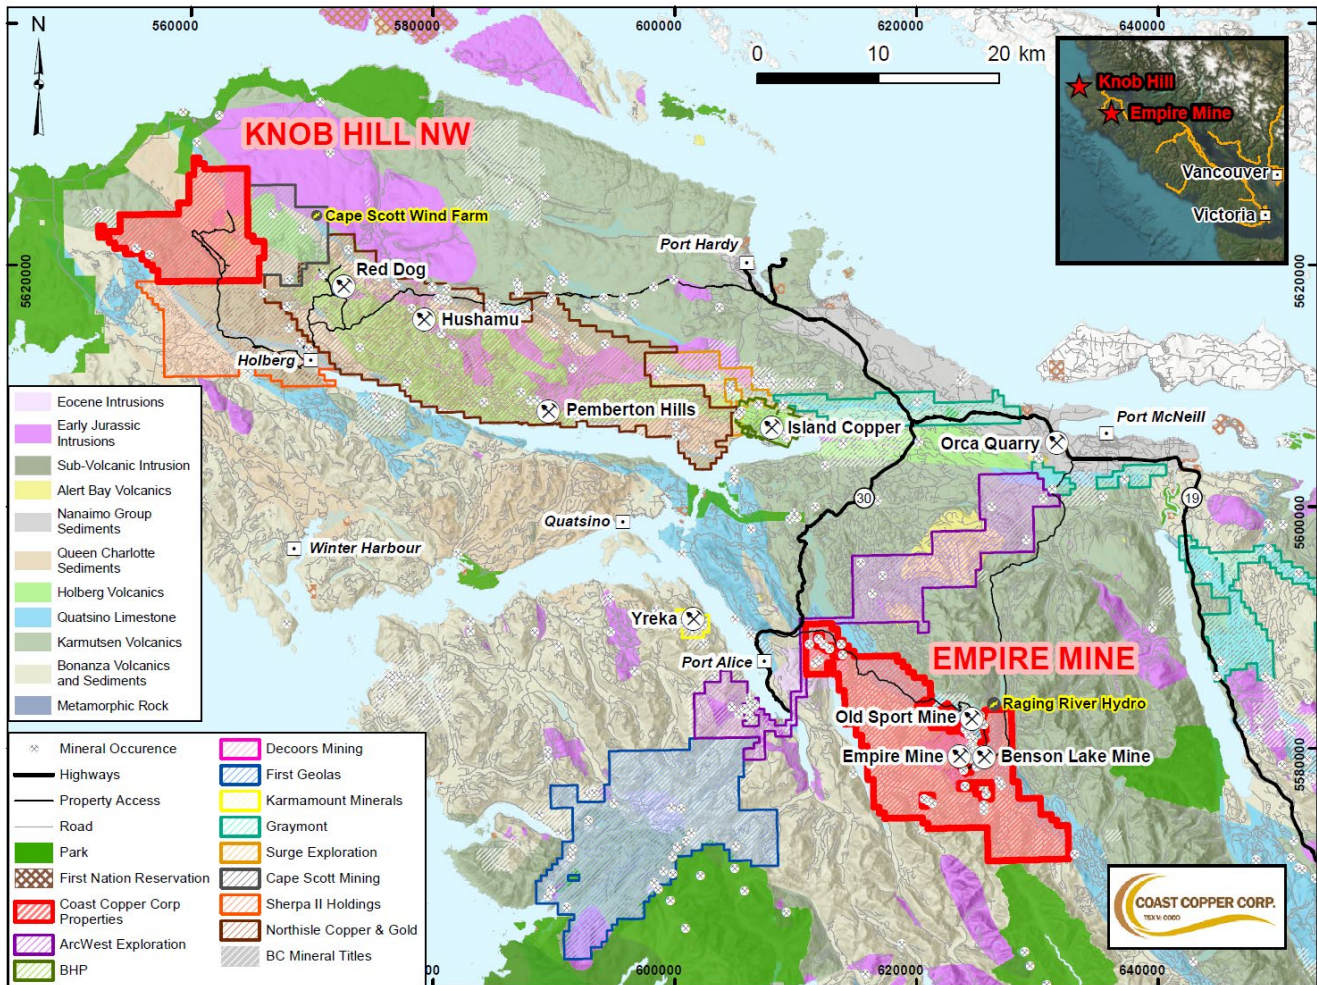 560000
580000
600000
620000
640000
N
0
10
20 km
KNOB HILL NW
Knob Hill
Empire Mine
Vancouver
Victoria
Cape Scott Wind Farm
Port Hardy
5620000
5620000
Red Dog
Hushamu
Holberg
Pemberton Hills
Island Copper
Orca Quarry
Port McNeill
30
19
Quatsino
Winter Harbour
5600000
Yreka
Port Alice
EMPIRE MINE
Raging River Hydro
Old Sport Mine
Empire Mine
Benson Lake Mine
5580000
Eocene Intrusions
Early Jurassic
Intrusions
Sub-Volcanic Intrusion
Alert Bay Volcanics
Nanaimo Group
Sediments
Queen Charlotte
Sediments
Holberg Volcanics
Quatsino Limestone
Karmutsen Volcanics
Bonanza Volcanics
and Sediments
Metamorphic Rock
Mineral Occurence
Highways
Property Access
Road
Park
First Nation Reservation
Coast Copper Corp
Properties
ArcWest Exploration
BHP
Decoors Mining
First Geolas
Karmamount Minerals
Graymont
Surge Exploration
Cape Scott Mining
Sherpa II Holdings
Northisle Copper & Gold
BC Mineral Titles
COAST COPPER CORP.
TSX V: COCO
600000
620000
640000